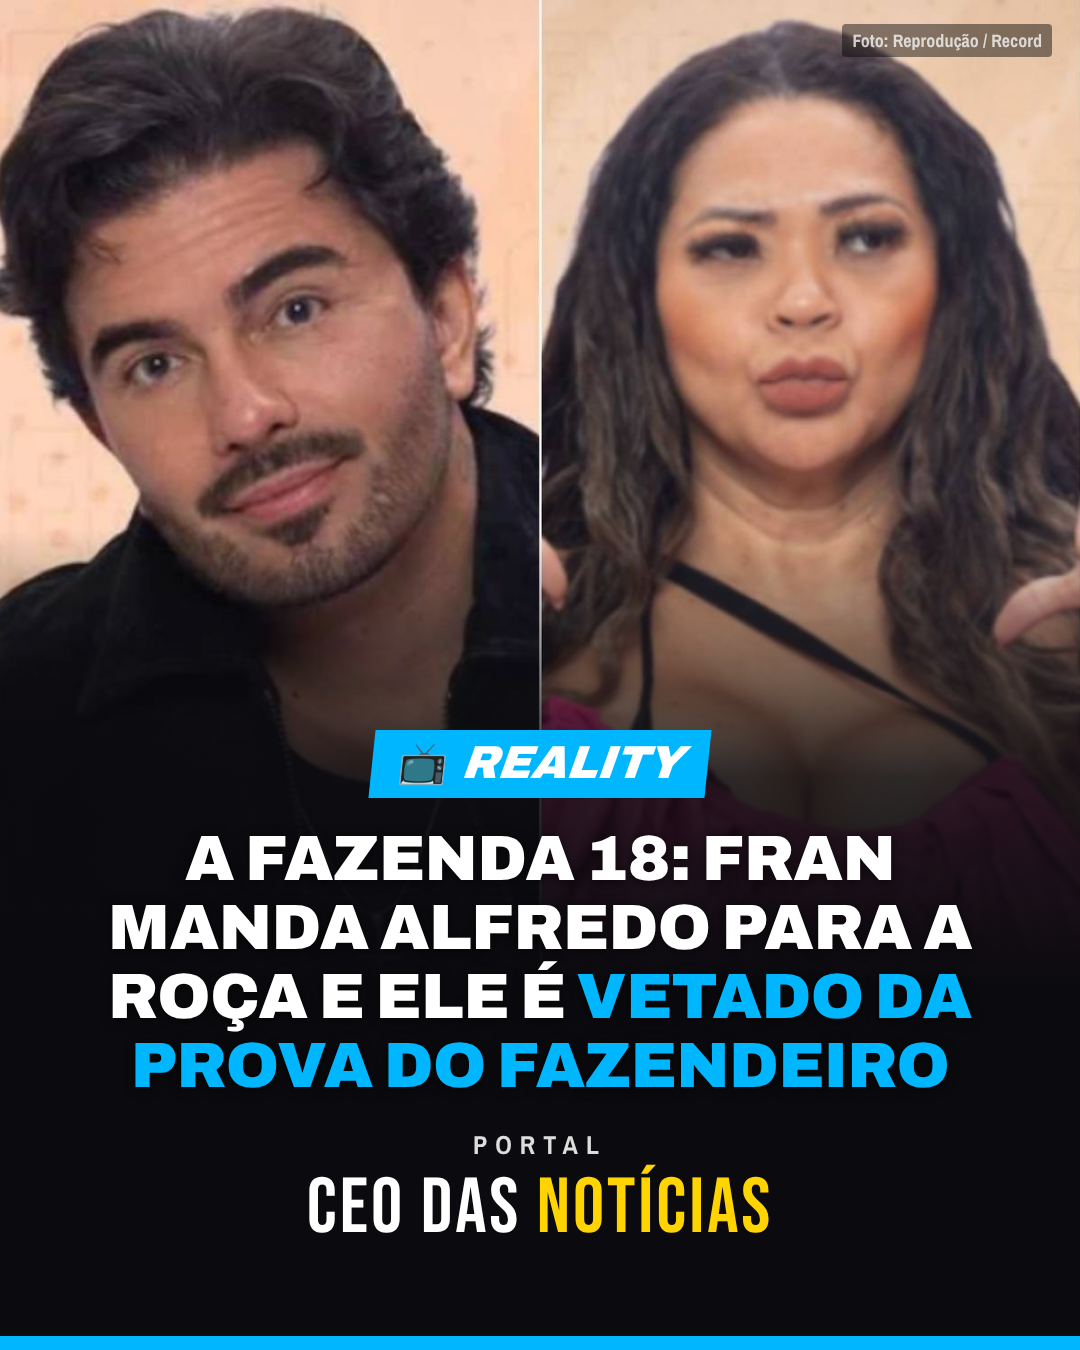 Foto: Reprodução / Record
REALITY
A FAZENDA 18: FRAN
MANDA ALFREDO PARA A
ROÇA E ELE É VETADO DA
PROVA DO FAZENDEIRO
PORTAL
CEO DAS NOTÍCIAS